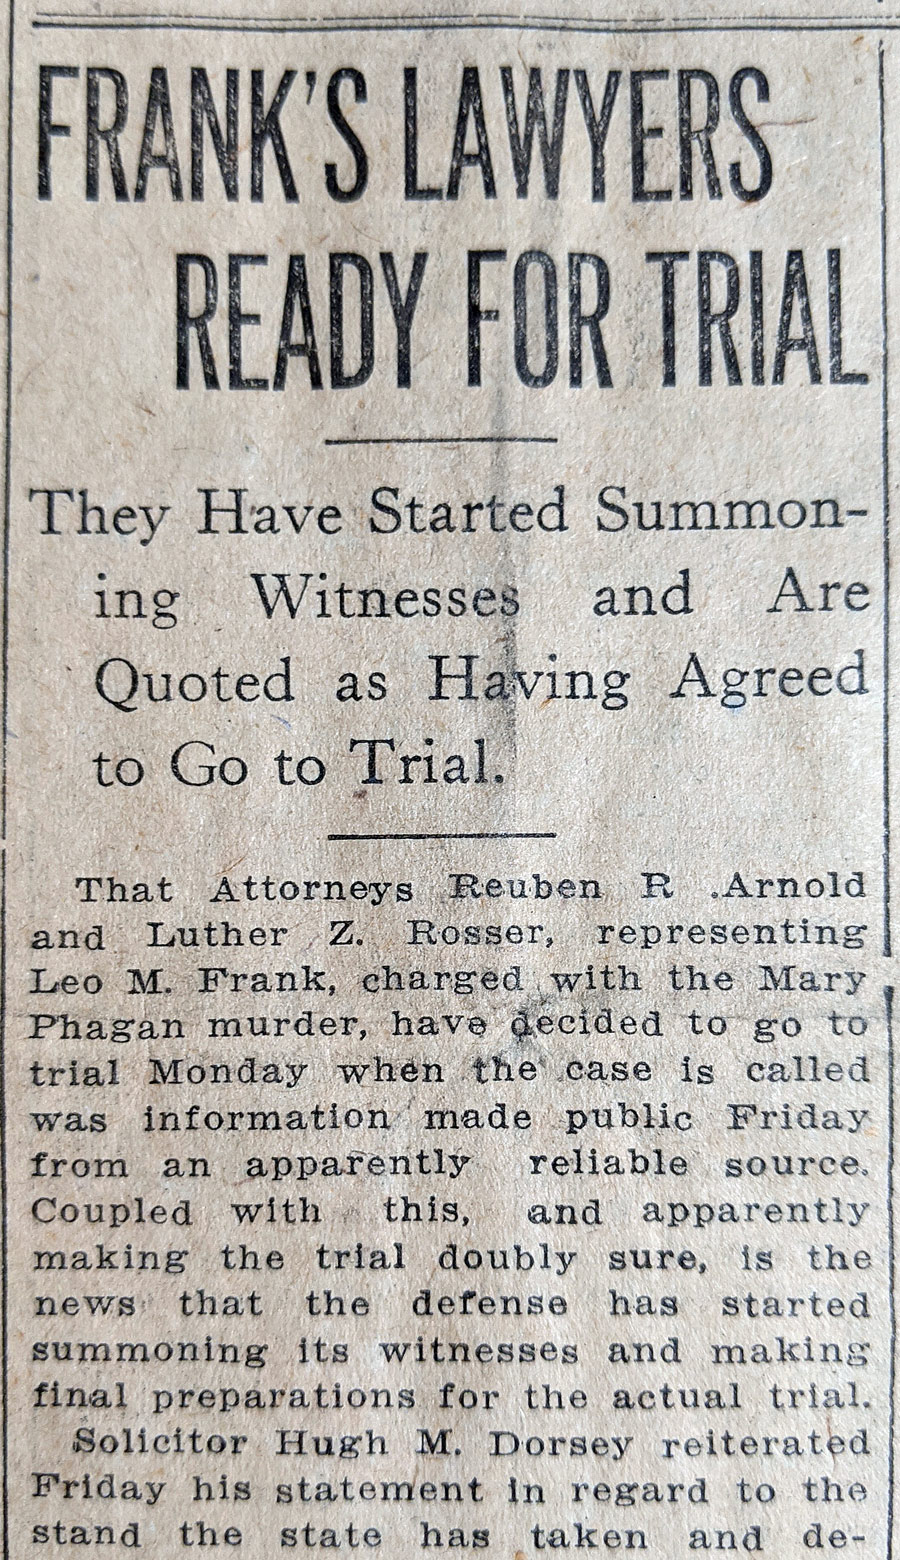 FRANK'S LAWYERS
READY FOR TRIAL
They Have Started Summon-
ing Witnesses and Are
Quoted as Having Agreed
to Go to Trial.
That Attorneys Reuben R .Arnold
and Luther Z. Rosser, representing
Leo M. Frank, charged with the Mary
Phagan murder, have decided to go to
trial Monday when the case is called
was information made public Friday
from an apparently reliable source.
Coupled with this, and apparently
making the trial doubly sure, is the
news that the defense has started
summoning its witnesses and making
final preparations for the actual trial.
Solicitor Hugh M. Dorsey reiterated
Friday his statement in regard to the
stand the state has taken and de-